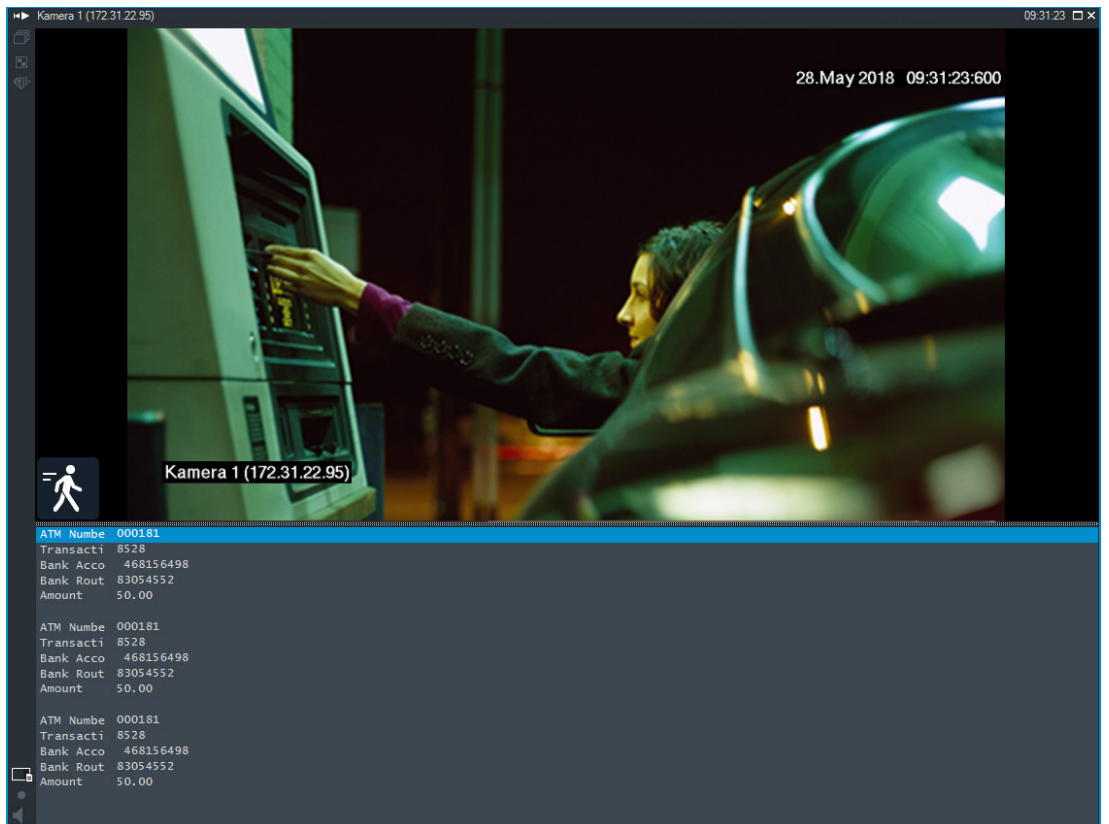 Kamera 1 (172.31.22.95) 09:31:23
28.May 2018 09:31:23:600
Kamera 1 (172.31.22.95)
ATM Numbe 000181
Transacti 8528
Bank Acco 468156498
Bank Rout 83054552
Amount 50.00
ATM Numbe 000181
Transacti 8528
Bank Acco 468156498
Bank Rout 83054552
Amount 50.00
ATM Numbe 000181
Transacti 8528
Bank Acco 468156498
Bank Rout 83054552
Amount 50.00